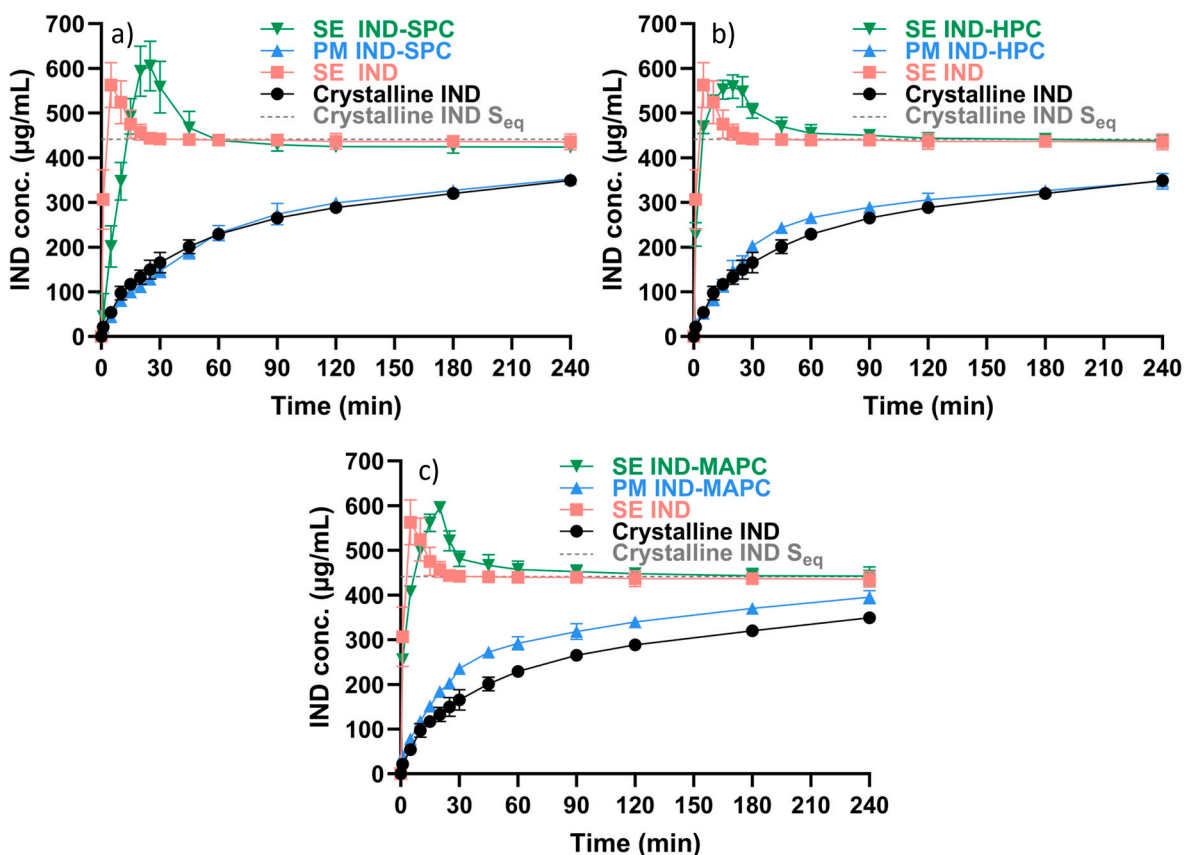 a)
SE IND-SPC
PM IND-SPC
SE IND
Crystalline IND
Crystalline IND Seq
IND conc. (µg/mL)
700
600
500
400
300
200
100
0
0 30 60 90 120 150 180 210 240
Time (min)
b)
SE IND-HPC
PM IND-HPC
SE IND
Crystalline IND
Crystalline IND Seq
IND conc. (µg/mL)
700
600
500
400
300
200
100
0
0 30 60 90 120 150 180 210 240
Time (min)
c)
SE IND-MAPC
PM IND-MAPC
SE IND
Crystalline IND
Crystalline IND Seq
IND conc. (µg/mL)
700
600
500
400
300
200
100
0
0 30 60 90 120 150 180 210 240
Time (min)